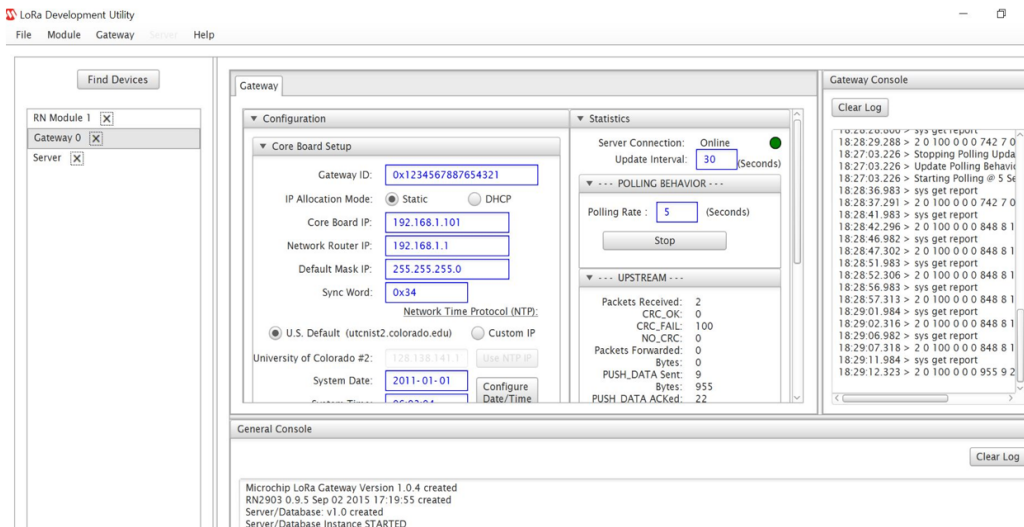 LoRa Development Utility
File Module Gateway Server Help
Find Devices
RN Module 1
Gateway 0
Server
Gateway
Configuration
Core Board Setup
Gateway ID: 0x1234567887654321
IP Allocation Mode: Static DHCP
Core Board IP: 192.168.1.101
Network Router IP: 192.168.1.1
Default Mask IP: 255.255.255.0
Sync Word: 0x34
Network Time Protocol (NTP):
U.S. Default (utcnist2.colorado.edu) Custom IP
University of Colorado #2: 128.138.141.1 Use NTP IP
System Date: 2011-01-01
Configure
Date/Time
Statistics
Server Connection: Online
Update Interval: 30 (Seconds)
--- POLLING BEHAVIOR ---
Polling Rate : 5 (Seconds)
Stop
--- UPSTREAM ---
Packets Received: 2
CRC_OK: 0
CRC_FAIL: 100
NO_CRC: 0
Packets Forwarded: 0
Bytes: 0
PUSH_DATA Sent: 9
Bytes: 955
PUSH DATA ACKed: 22
Gateway Console
Clear Log
18:28:28.800 > sys get report
18:28:29.288 > 2 0 100 0 0 0 742 7 0
18:27:03.226 > Stopping Polling Upda
18:27:03.226 > Update Polling Behavi
18:27:03.226 > Starting Polling @ 5 Se
18:28:36.983 > sys get report
18:28:37.291 > 2 0 100 0 0 0 742 7 0
18:28:41.983 > sys get report
18:28:42.296 > 2 0 100 0 0 0 848 8 1
18:28:46.982 > sys get report
18:28:47.302 > 2 0 100 0 0 0 848 8 1
18:28:51.983 > sys get report
18:28:52.306 > 2 0 100 0 0 0 848 8 1
18:28:56.983 > sys get report
18:28:57.313 > 2 0 100 0 0 0 848 8 1
18:29:01.984 > sys get report
18:29:02.316 > 2 0 100 0 0 0 848 8 1
18:29:06.982 > sys get report
18:29:07.318 > 2 0 100 0 0 0 848 8 1
18:29:11.984 > sys get report
18:29:12.323 > 2 0 100 0 0 0 955 9 2
General Console
Clear Log
Microchip LoRa Gateway Version 1.0.4 created
RN2903 0.9.5 Sep 02 2015 17:19:55 created
Server/Database: v1.0 created
Server/Database Instance STARTED